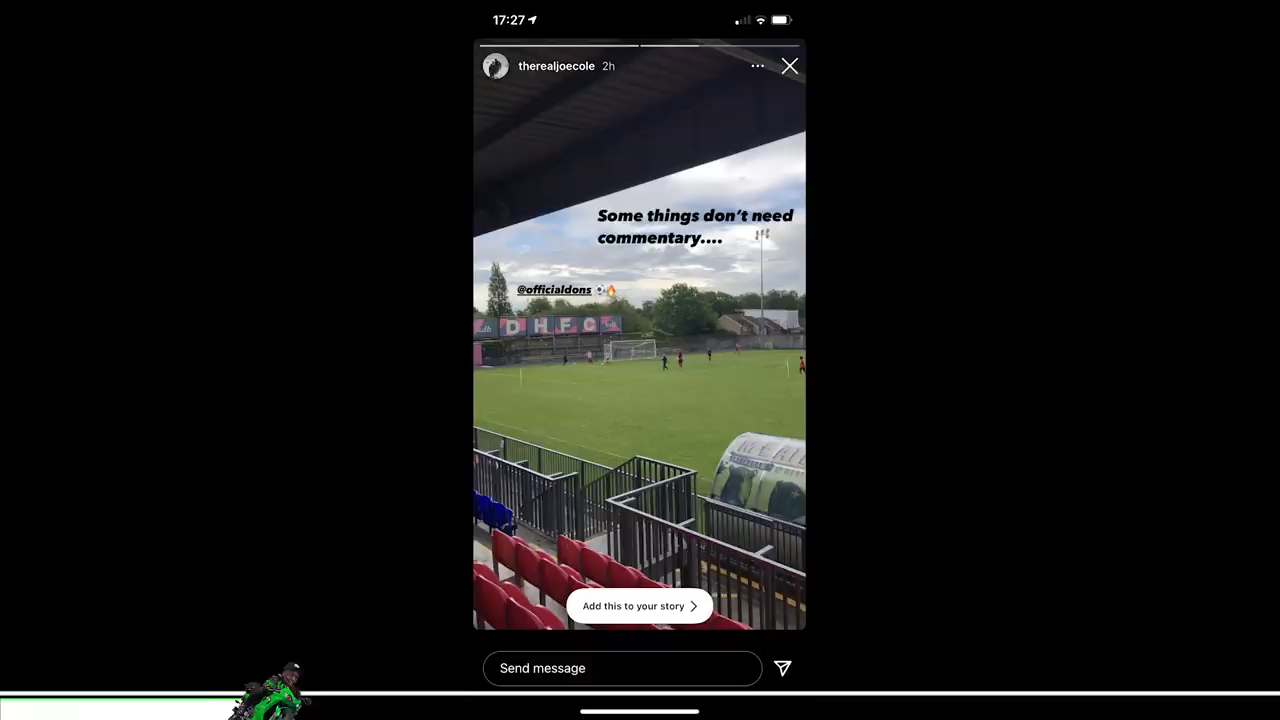 17:27
therealjoecole 2h
Some things don't need
commentary....
@officialdons
DHFC
Add this to your story
Send message